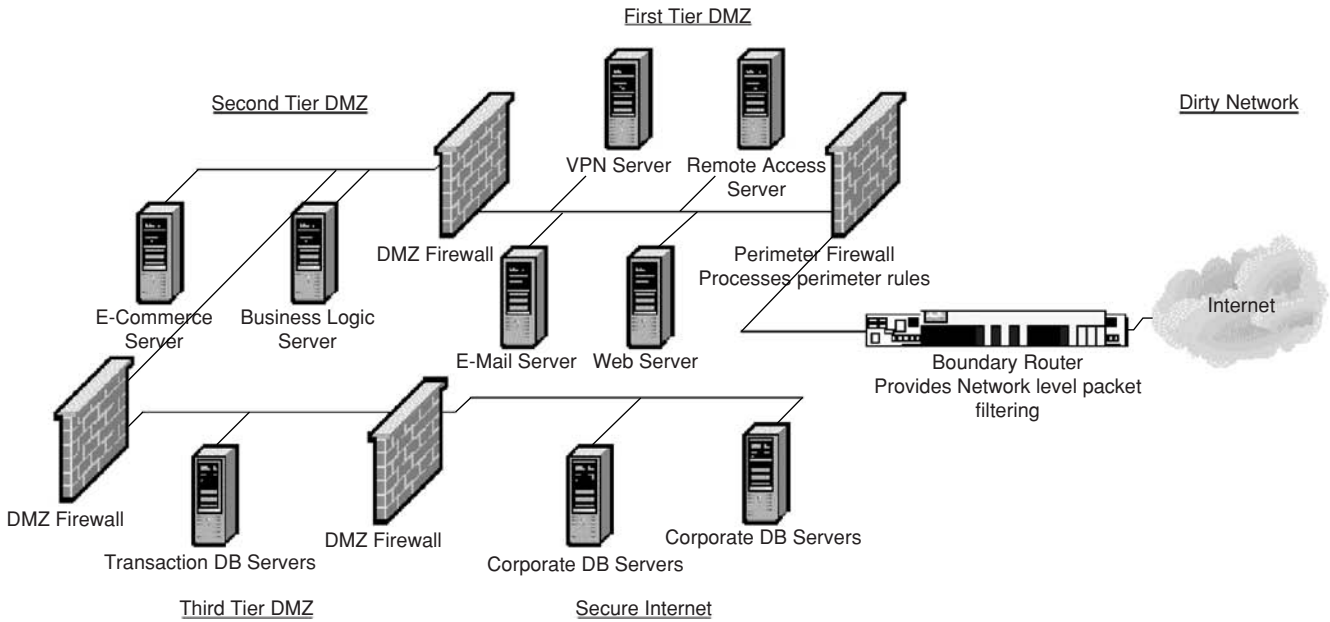 First Tier DMZ
Second Tier DMZ
Dirty Network
VPN Server
Remote Access
Server
DMZ Firewall
Perimeter Firewall
Processes perimeter rules
E-Commerce
Server
Business Logic
Server
E-Mail Server
Web Server
Internet
Boundary Router
Provides Network level packet
filtering
DMZ Firewall
Transaction DB Servers
DMZ Firewall
Corporate DB Servers
Corporate DB Servers
Third Tier DMZ
Secure Internet